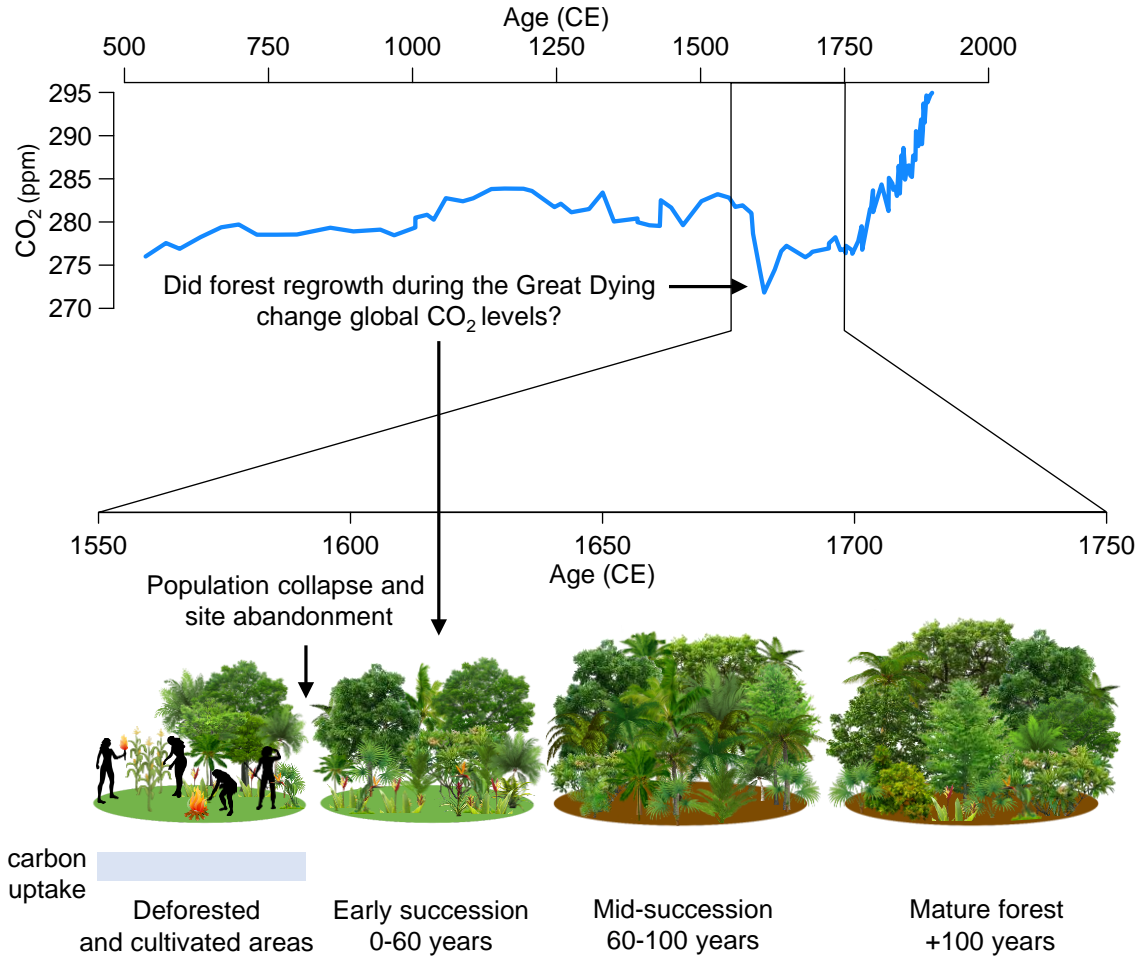 Age (CE)
500 750 1000 1250 1500 1750 2000
295
290
285
280
275
270
CO₂ (ppm)
Did forest regrowth during the Great Dying
change global CO₂ levels?
1550 1600 1650 1700 1750
Age (CE)
Population collapse and
site abandonment
carbon
uptake
Deforested
and cultivated areas
Early succession
0-60 years
Mid-succession
60-100 years
Mature forest
+100 years